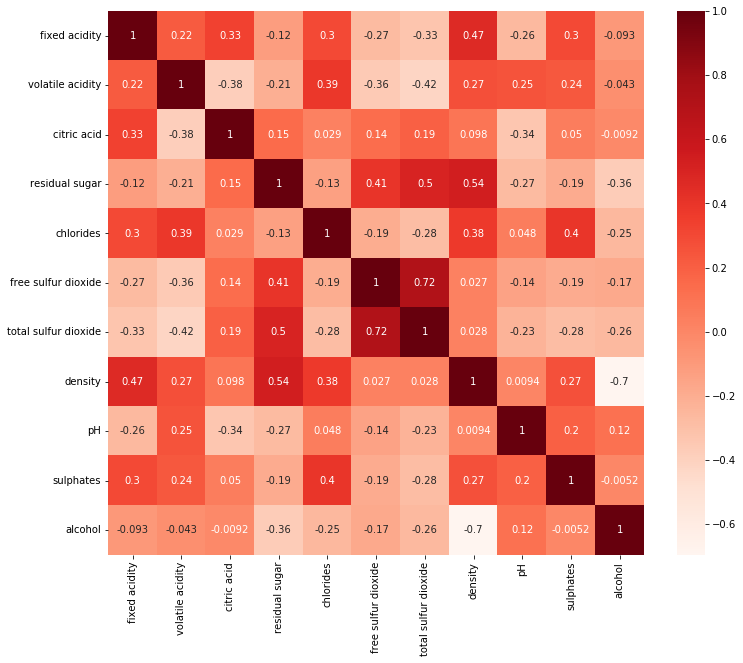 fixed acidity 1 0.22 0.33 -0.12 0.3 -0.27 -0.33 0.47 -0.26 0.3 -0.093
volatile acidity 0.22 1 -0.38 -0.21 0.39 -0.36 -0.42 0.27 0.25 0.24 -0.043
citric acid 0.33 -0.38 1 0.15 0.029 0.14 0.19 0.098 -0.34 0.05 -0.0092
residual sugar -0.12 -0.21 0.15 1 -0.13 0.41 0.5 0.54 -0.27 -0.19 -0.36
chlorides 0.3 0.39 0.029 -0.13 1 -0.19 -0.28 0.38 0.048 0.4 -0.25
free sulfur dioxide -0.27 -0.36 0.14 0.41 -0.19 1 0.72 0.027 -0.14 -0.19 -0.17
total sulfur dioxide -0.33 -0.42 0.19 0.5 -0.28 0.72 1 0.028 -0.23 -0.28 -0.26
density 0.47 0.27 0.098 0.54 0.38 0.027 0.028 1 0.0094 0.27 -0.7
pH -0.26 0.25 -0.34 -0.27 0.048 -0.14 -0.23 0.0094 1 0.2 0.12
sulphates 0.3 0.24 0.05 -0.19 0.4 -0.19 -0.28 0.27 0.2 1 -0.0052
alcohol -0.093 -0.043 -0.0092 -0.36 -0.25 -0.17 -0.26 -0.7 0.12 -0.0052 1
fixed acidity
volatile acidity
citric acid
residual sugar
chlorides
free sulfur dioxide
total sulfur dioxide
density
pH
sulphates
alcohol
1.0
0.8
0.6
0.4
0.2
0.0
−0.2
−0.4
−0.6